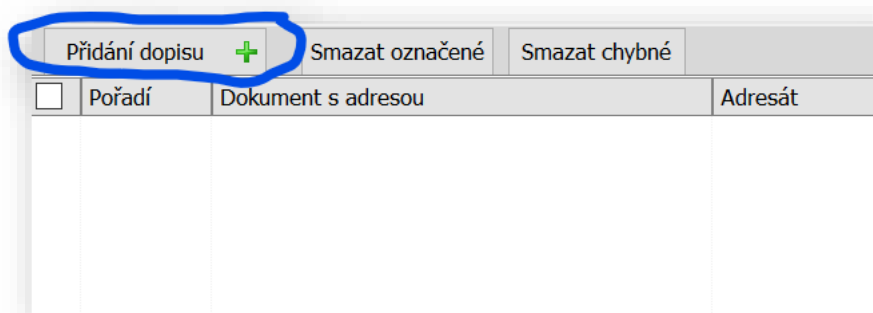 Přidání dopisu Smazat označené Smazat chybné
Pořadí Dokument s adresou Adresát